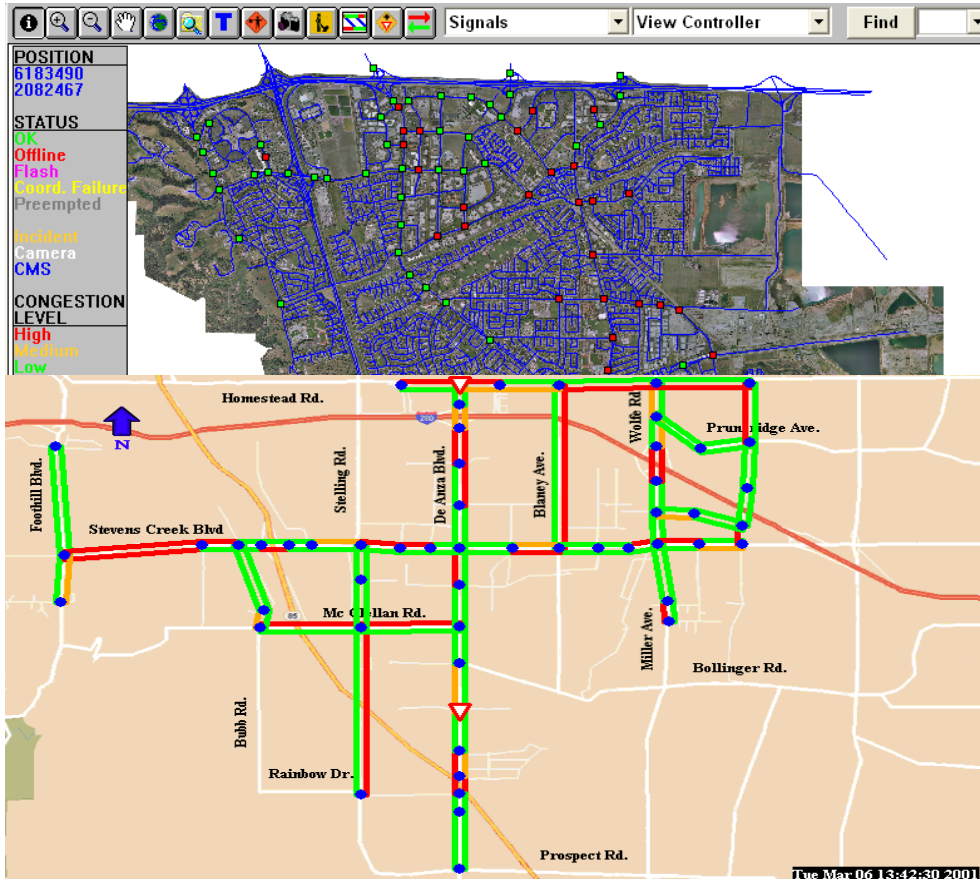 Signals
View Controller
Find
POSITION
6183490
2082467
STATUS
OK
Offline
Flash
Coord. Failure
Preempted
Incident
Camera
CMS
CONGESTION
LEVEL
High
Medium
Low
Homestead Rd.
280
N
Foothill Blvd.
Stelling Rd.
De Anza Blvd.
Blaney Ave.
Wolfe Rd
Prunridge Ave.
Stevens Creek Blvd
85
Mc Clellan Rd.
Miller Ave.
Bollinger Rd.
Bubb Rd.
Rainbow Dr.
Prospect Rd.
Tue Mar 06 13:42:30 2001